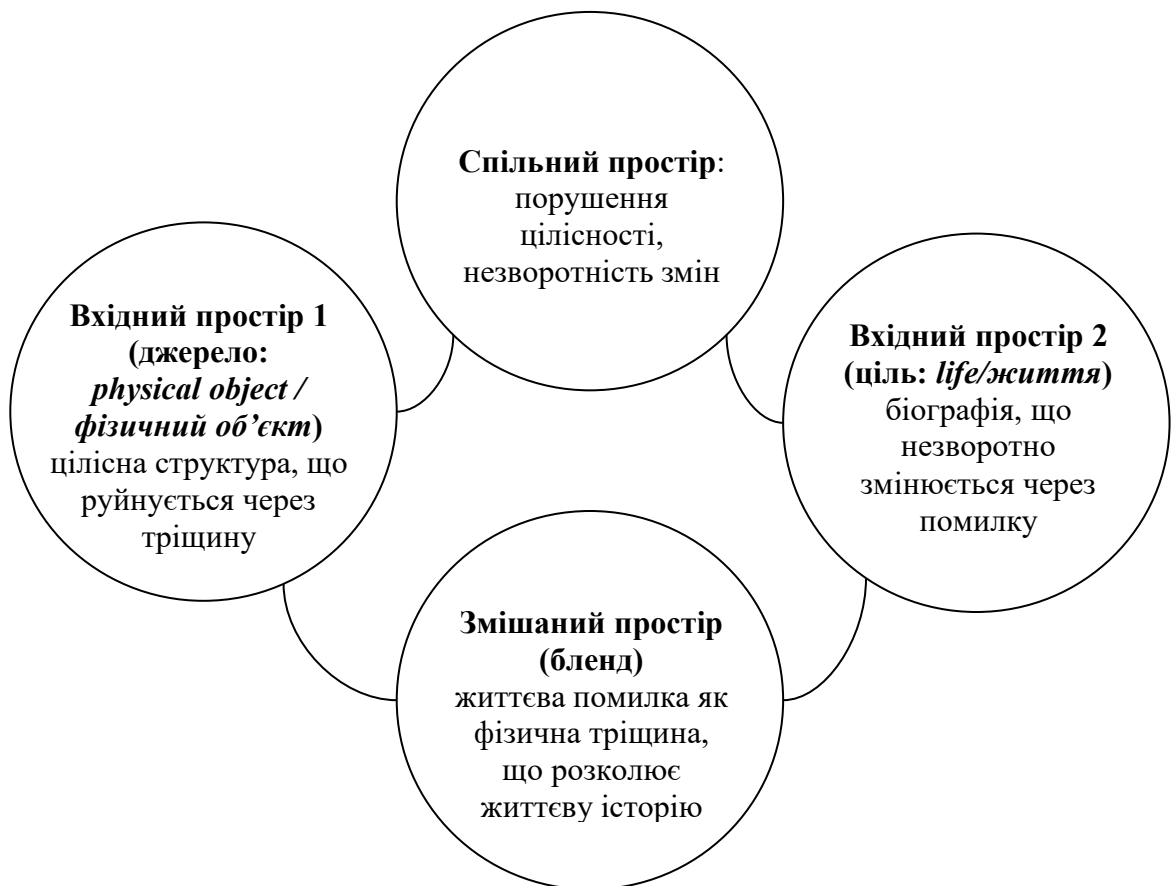 Спільний простір:
порушення
цілісності,
незворотність змін
Вхідний простір 1
(джерело:
physical object /
фізичний об’єкт)
цілісна структура, що
руйнується через
тріщину
Вхідний простір 2
(ціль: life/життя)
біографія, що
незворотно
змінюється через
помилку
Змішаний простір
(бленд)
життєва помилка як
фізична тріщина,
що розколює
життєву історію